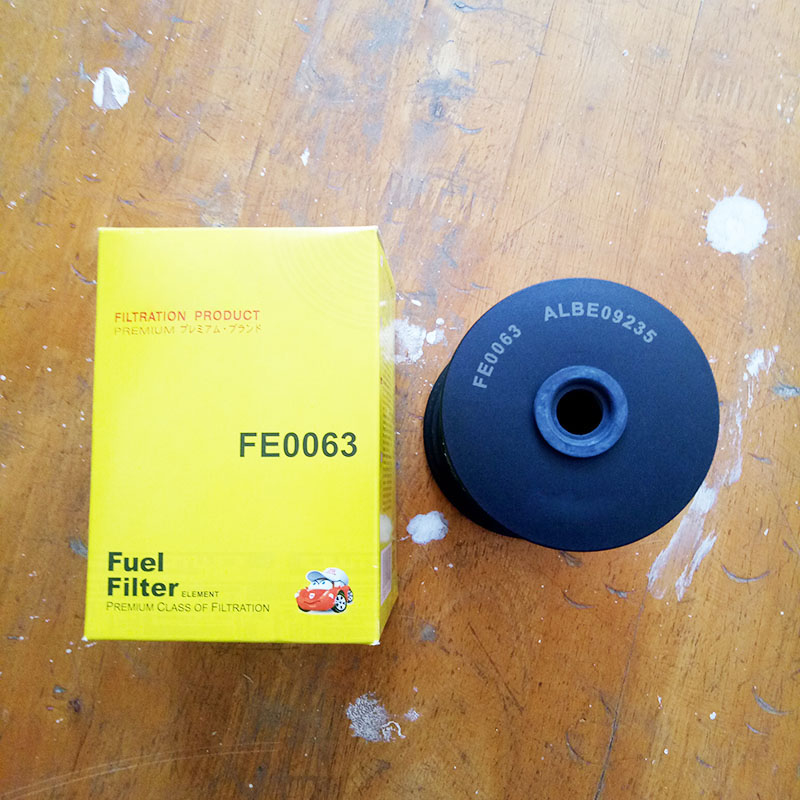 FILTRATION PRODUCT
PREMIUM プレミアム・ブランド
FE0063
Fuel
Filter ELEMENT
PREMIUM CLASS OF FILTRATION
FE0063 ALBE09235